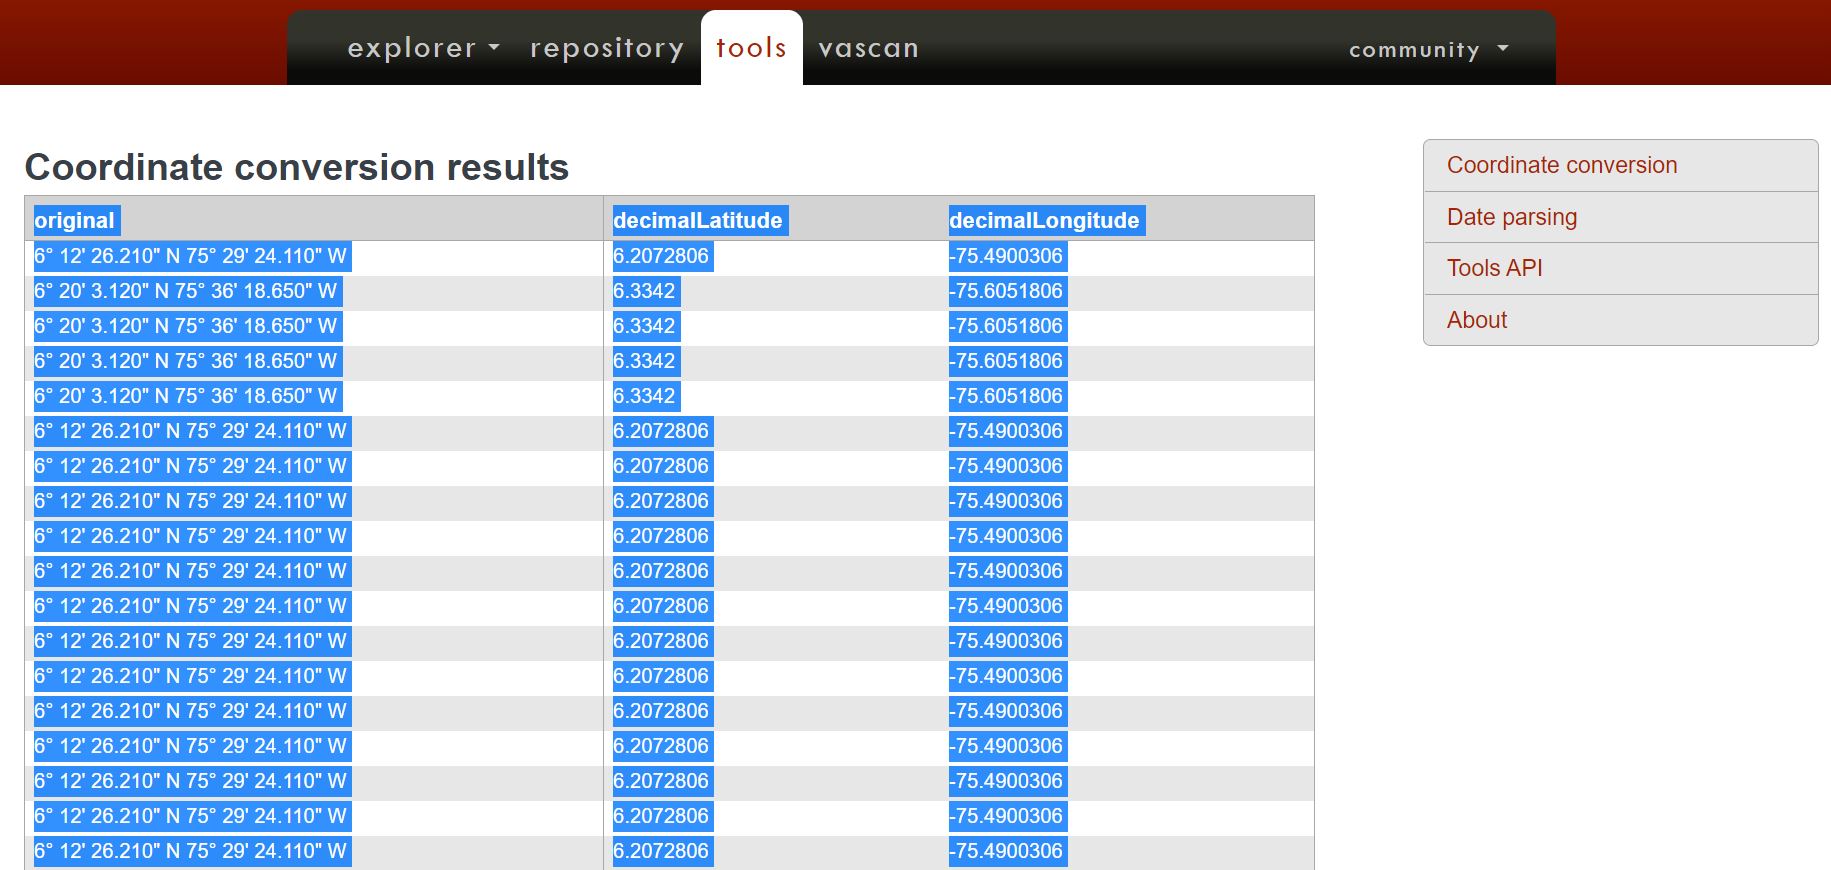 explorer repository tools vascan community
Coordinate conversion results
original decimalLatitude decimalLongitude
6° 12' 26.210" N 75° 29' 24.110" W 6.2072806 -75.4900306
6° 20' 3.120" N 75° 36' 18.650" W 6.3342 -75.6051806
6° 20' 3.120" N 75° 36' 18.650" W 6.3342 -75.6051806
6° 20' 3.120" N 75° 36' 18.650" W 6.3342 -75.6051806
6° 20' 3.120" N 75° 36' 18.650" W 6.3342 -75.6051806
6° 12' 26.210" N 75° 29' 24.110" W 6.2072806 -75.4900306
6° 12' 26.210" N 75° 29' 24.110" W 6.2072806 -75.4900306
6° 12' 26.210" N 75° 29' 24.110" W 6.2072806 -75.4900306
6° 12' 26.210" N 75° 29' 24.110" W 6.2072806 -75.4900306
6° 12' 26.210" N 75° 29' 24.110" W 6.2072806 -75.4900306
6° 12' 26.210" N 75° 29' 24.110" W 6.2072806 -75.4900306
6° 12' 26.210" N 75° 29' 24.110" W 6.2072806 -75.4900306
6° 12' 26.210" N 75° 29' 24.110" W 6.2072806 -75.4900306
6° 12' 26.210" N 75° 29' 24.110" W 6.2072806 -75.4900306
6° 12' 26.210" N 75° 29' 24.110" W 6.2072806 -75.4900306
6° 12' 26.210" N 75° 29' 24.110" W 6.2072806 -75.4900306
6° 12' 26.210" N 75° 29' 24.110" W 6.2072806 -75.4900306
6° 12' 26.210" N 75° 29' 24.110" W 6.2072806 -75.4900306
Coordinate conversion
Date parsing
Tools API
About